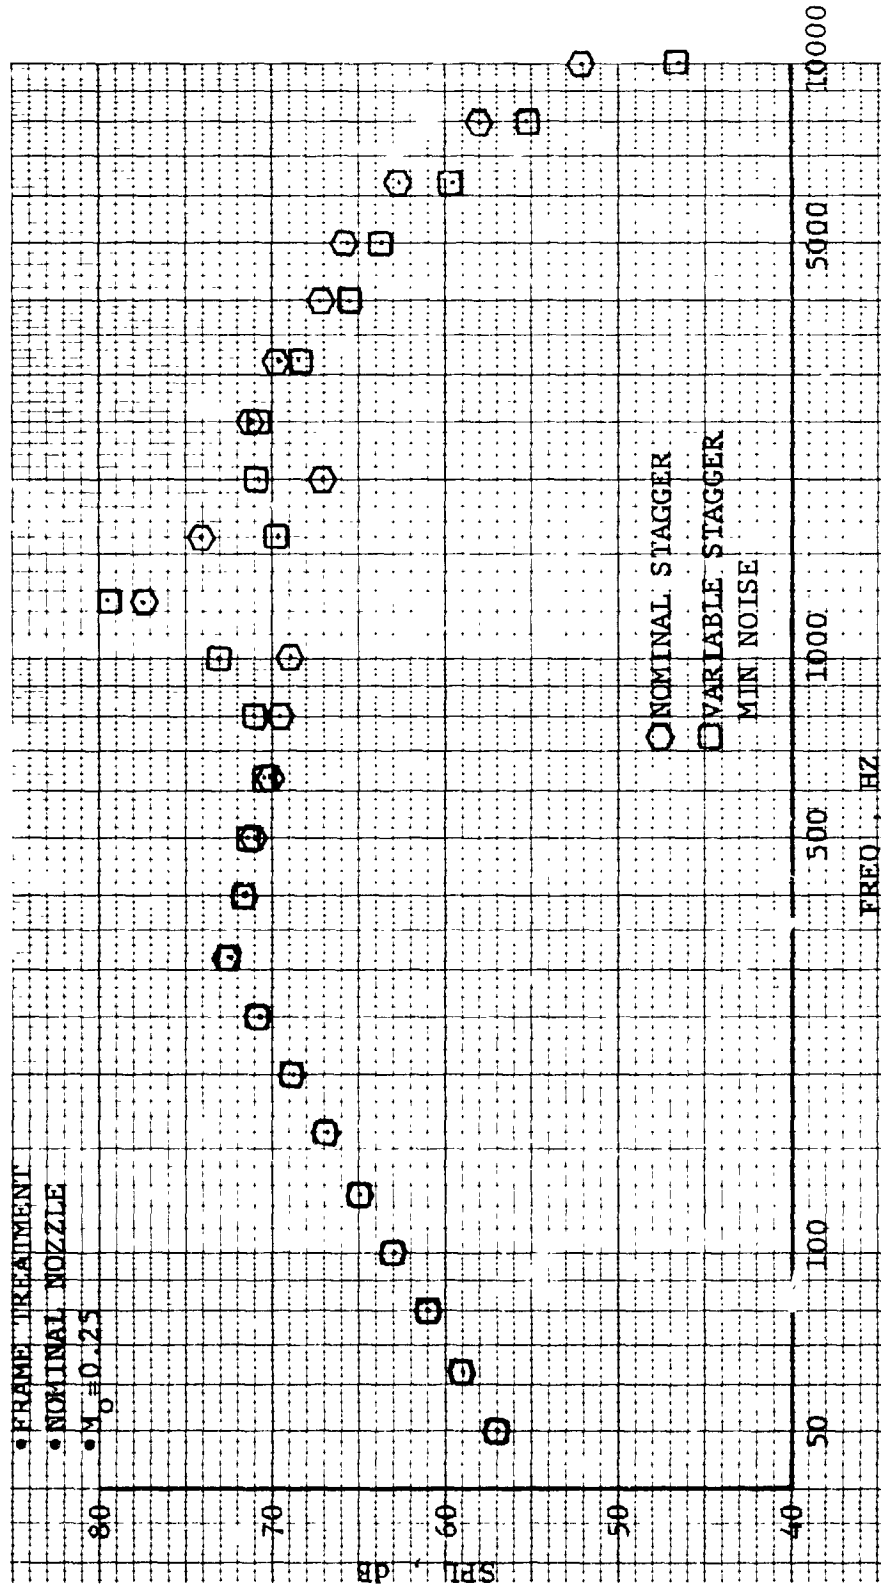 • FRAME TREATMENT
• NOMINAL NOZZLE
• M₀=0.25
80
70
60
50
40
SPL, dB
NOMINAL STAGGER
VARIABLE STAGGER
MIN NOISE
50
100
500
1000
5000
10000
FREQ, HZ